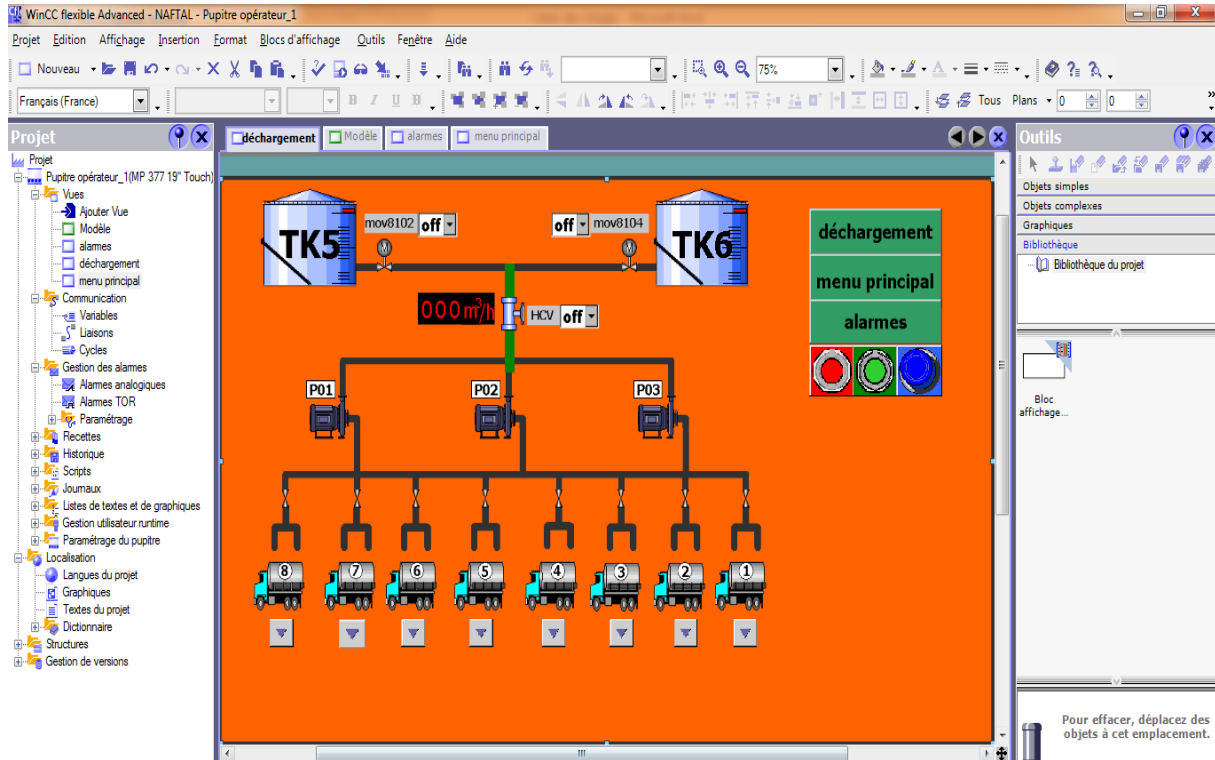 WinCC flexible Advanced - NAFTAL - Pupitre opérateur_1
Projet Edition Affichage Insertion Format Blocs d'affichage Outils Fenêtre Aide
Nouveau 75%
Français (France) B I U Tous Plans 0 0
Projet
Projet
Pupitre opérateur_1(MP 377 19" Touch)
Vues
Ajouter Vue
Modèle
alarmes
déchargement
menu principal
Communication
Variables
Liaisons
Cycles
Gestion des alarmes
Alarmes analogiques
Alarmes TOR
Paramétrage
Recettes
Historique
Scripts
Journaux
Listes de textes et de graphiques
Gestion utilisateur runtime
Paramétrage du pupitre
Localisation
Langues du projet
Graphiques
Textes du projet
Dictionnaire
Structures
Gestion de versions
déchargement Modèle alarmes menu principal
mov8102 off off mov8104
TK5 TK6
000 m³/h HCV off
P01 P02 P03
8 7 6 5 4 3 2 1
déchargement
menu principal
alarmes
Outils
Objets simples
Objets complexes
Graphiques
Bibliothèque
Bibliothèque du projet
Bloc
affichage...
Pour effacer, déplacez des
objets à cet emplacement.